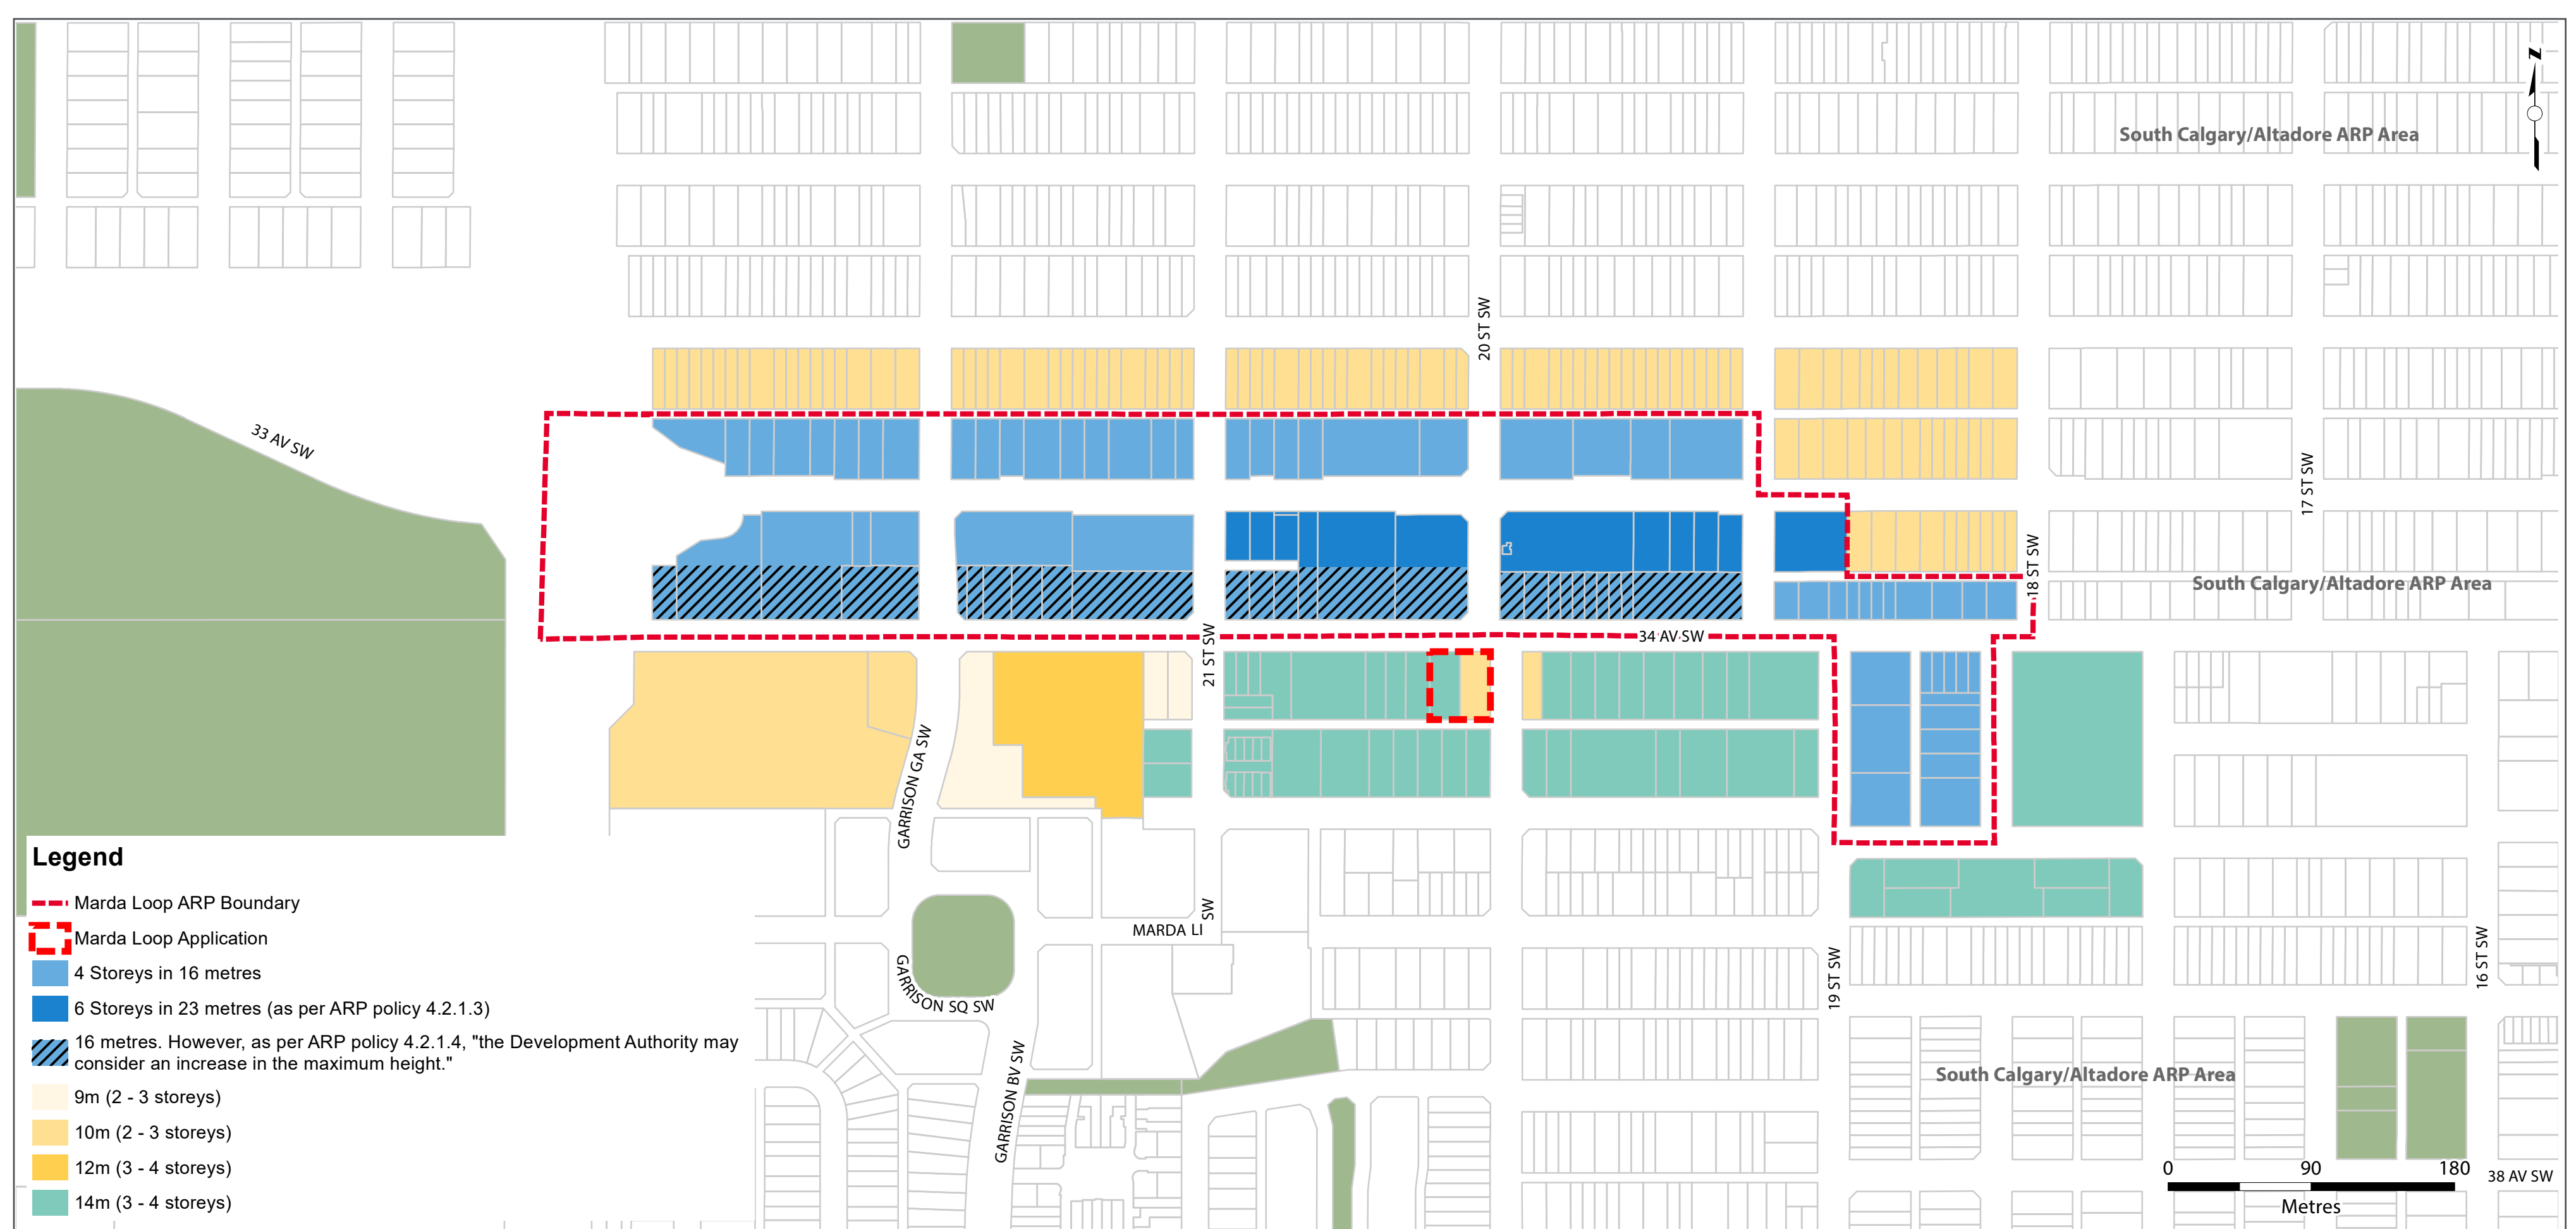 South Calgary/Altadore ARP Area
N
20 ST SW
33 AV SW
17 ST SW
18 ST SW
South Calgary/Altadore ARP Area
34 AV SW
21 ST SW
GARRISON GA SW
Legend
Marda Loop ARP Boundary
Marda Loop Application
4 Storeys in 16 metres
6 Storeys in 23 metres (as per ARP policy 4.2.1.3)
16 metres. However, as per ARP policy 4.2.1.4, "the Development Authority may
consider an increase in the maximum height."
9m (2 - 3 storeys)
10m (2 - 3 storeys)
12m (3 - 4 storeys)
14m (3 - 4 storeys)
SW
MARDA LI
GARRISON SQ SW
19 ST SW
16 ST SW
GARRISON BV SW
South Calgary/Altadore ARP Area
0 90 180
Metres
38 AV SW